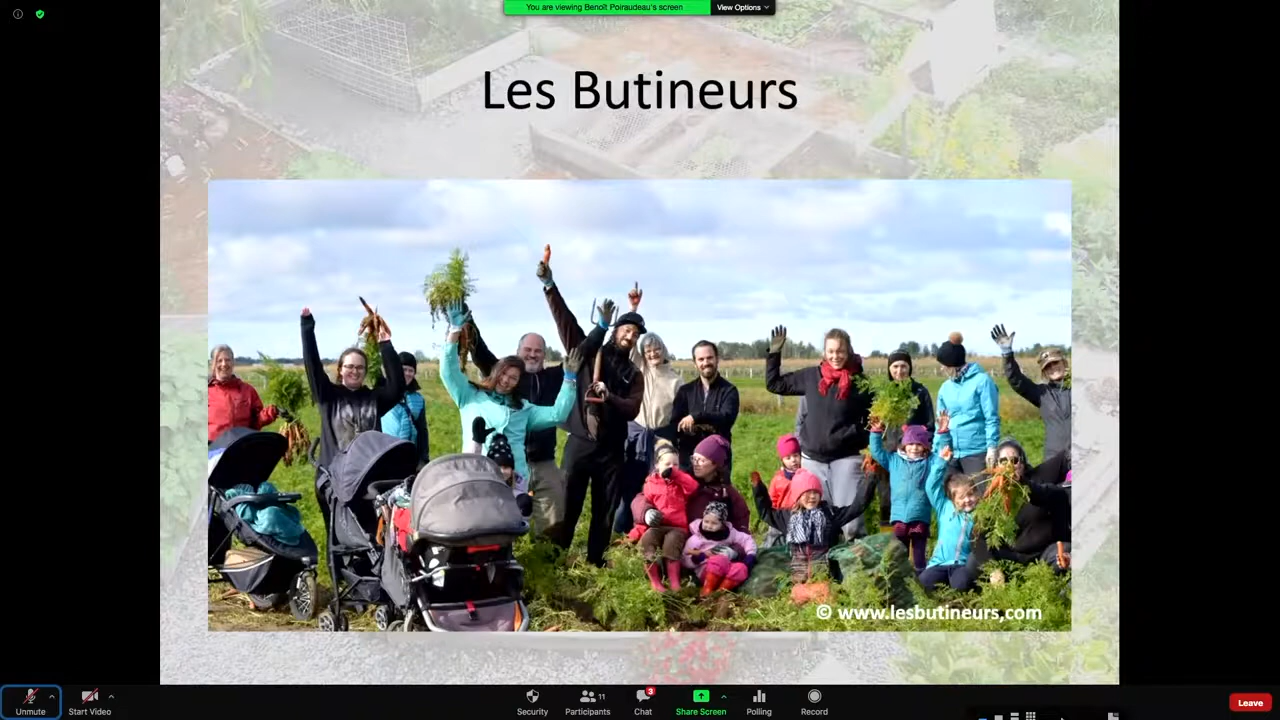 You are viewing Benoît Poiraudeau's screen
View Options
Les Butineurs
© www.lesbutineurs,com
Unmute
Start Video
Security
Participants
11
Chat
3
Share Screen
Polling
Record
Leave